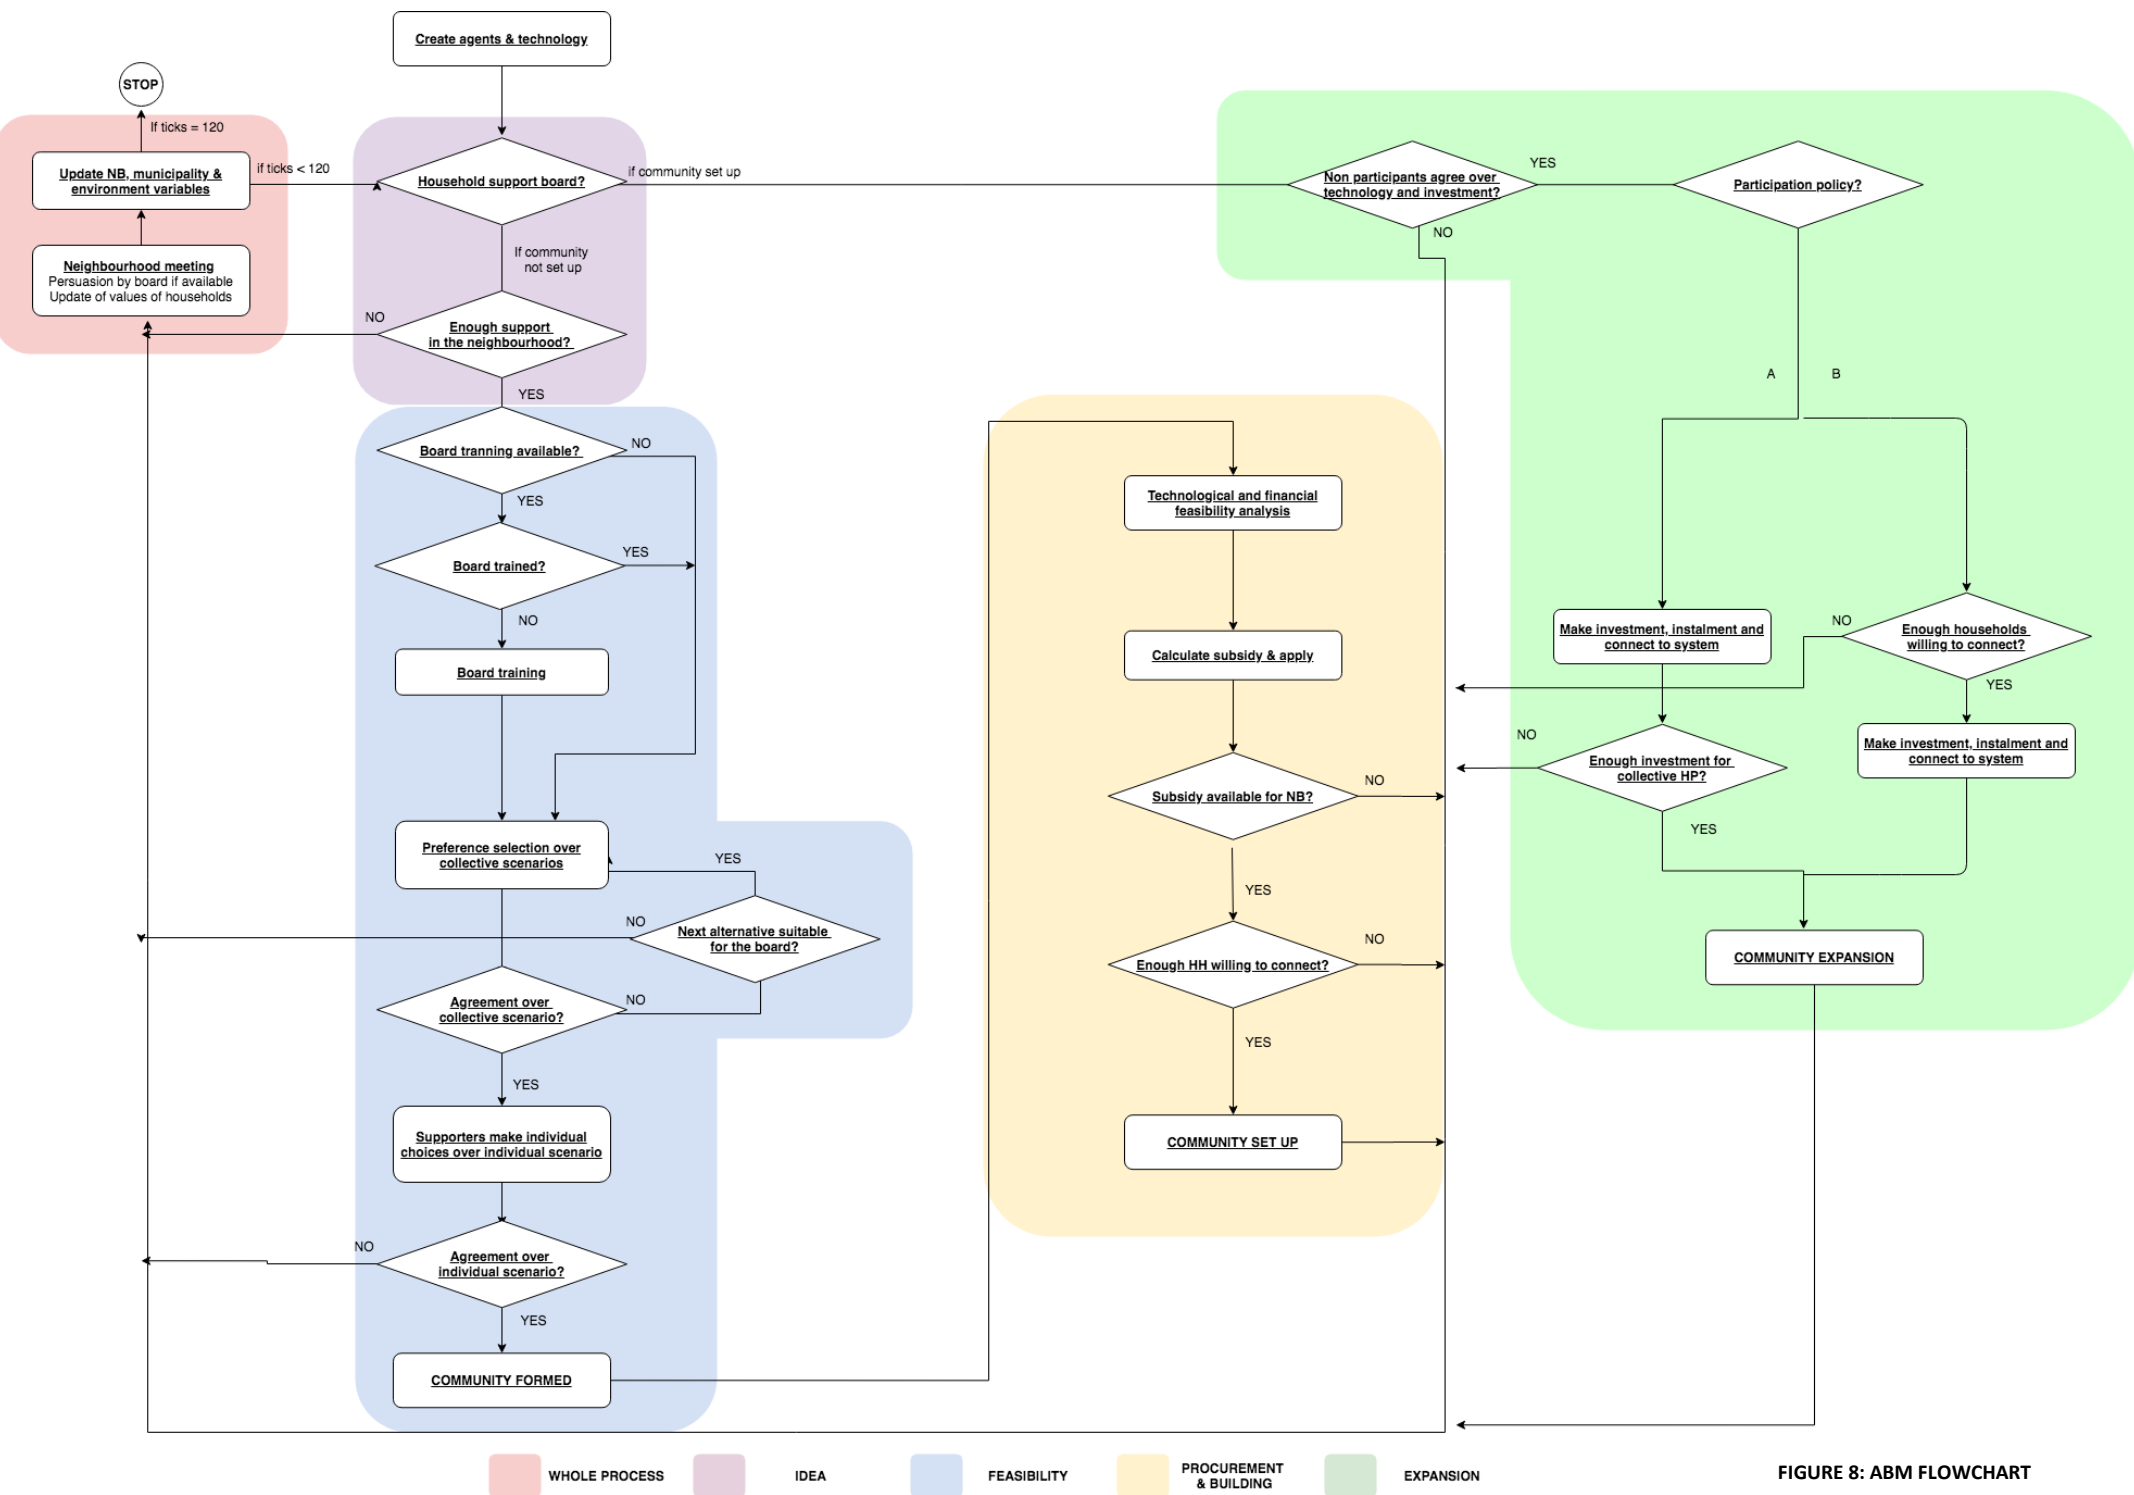 Create agents & technology
STOP
If ticks = 120
Update NB, municipality &
environment variables
if ticks < 120
Neighbourhood meeting
Persuasion by board if available
Update of values of households
Household support board?
if community set up
If community
not set up
Enough support
in the neighbourhood?
NO
YES
Board tranning available?
NO
YES
Board trained?
YES
NO
Board training
Preference selection over
collective scenarios
YES
Next alternative suitable
for the board?
NO
Agreement over
collective scenario?
NO
YES
Supporters make individual
choices over individual scenario
Agreement over
individual scenario?
NO
YES
COMMUNITY FORMED
Technological and financial
feasibility analysis
Calculate subsidy & apply
Subsidy available for NB?
NO
YES
Enough HH willing to connect?
NO
YES
COMMUNITY SET UP
Non participants agree over
technology and investment?
YES
NO
Participation policy?
A
B
Make investment, instalment and
connect to system
Enough households
willing to connect?
NO
YES
Enough investment for
collective HP?
NO
YES
Make investment, instalment and
connect to system
COMMUNITY EXPANSION
WHOLE PROCESS
IDEA
FEASIBILITY
PROCUREMENT
& BUILDING
EXPANSION
FIGURE 8: ABM FLOWCHART